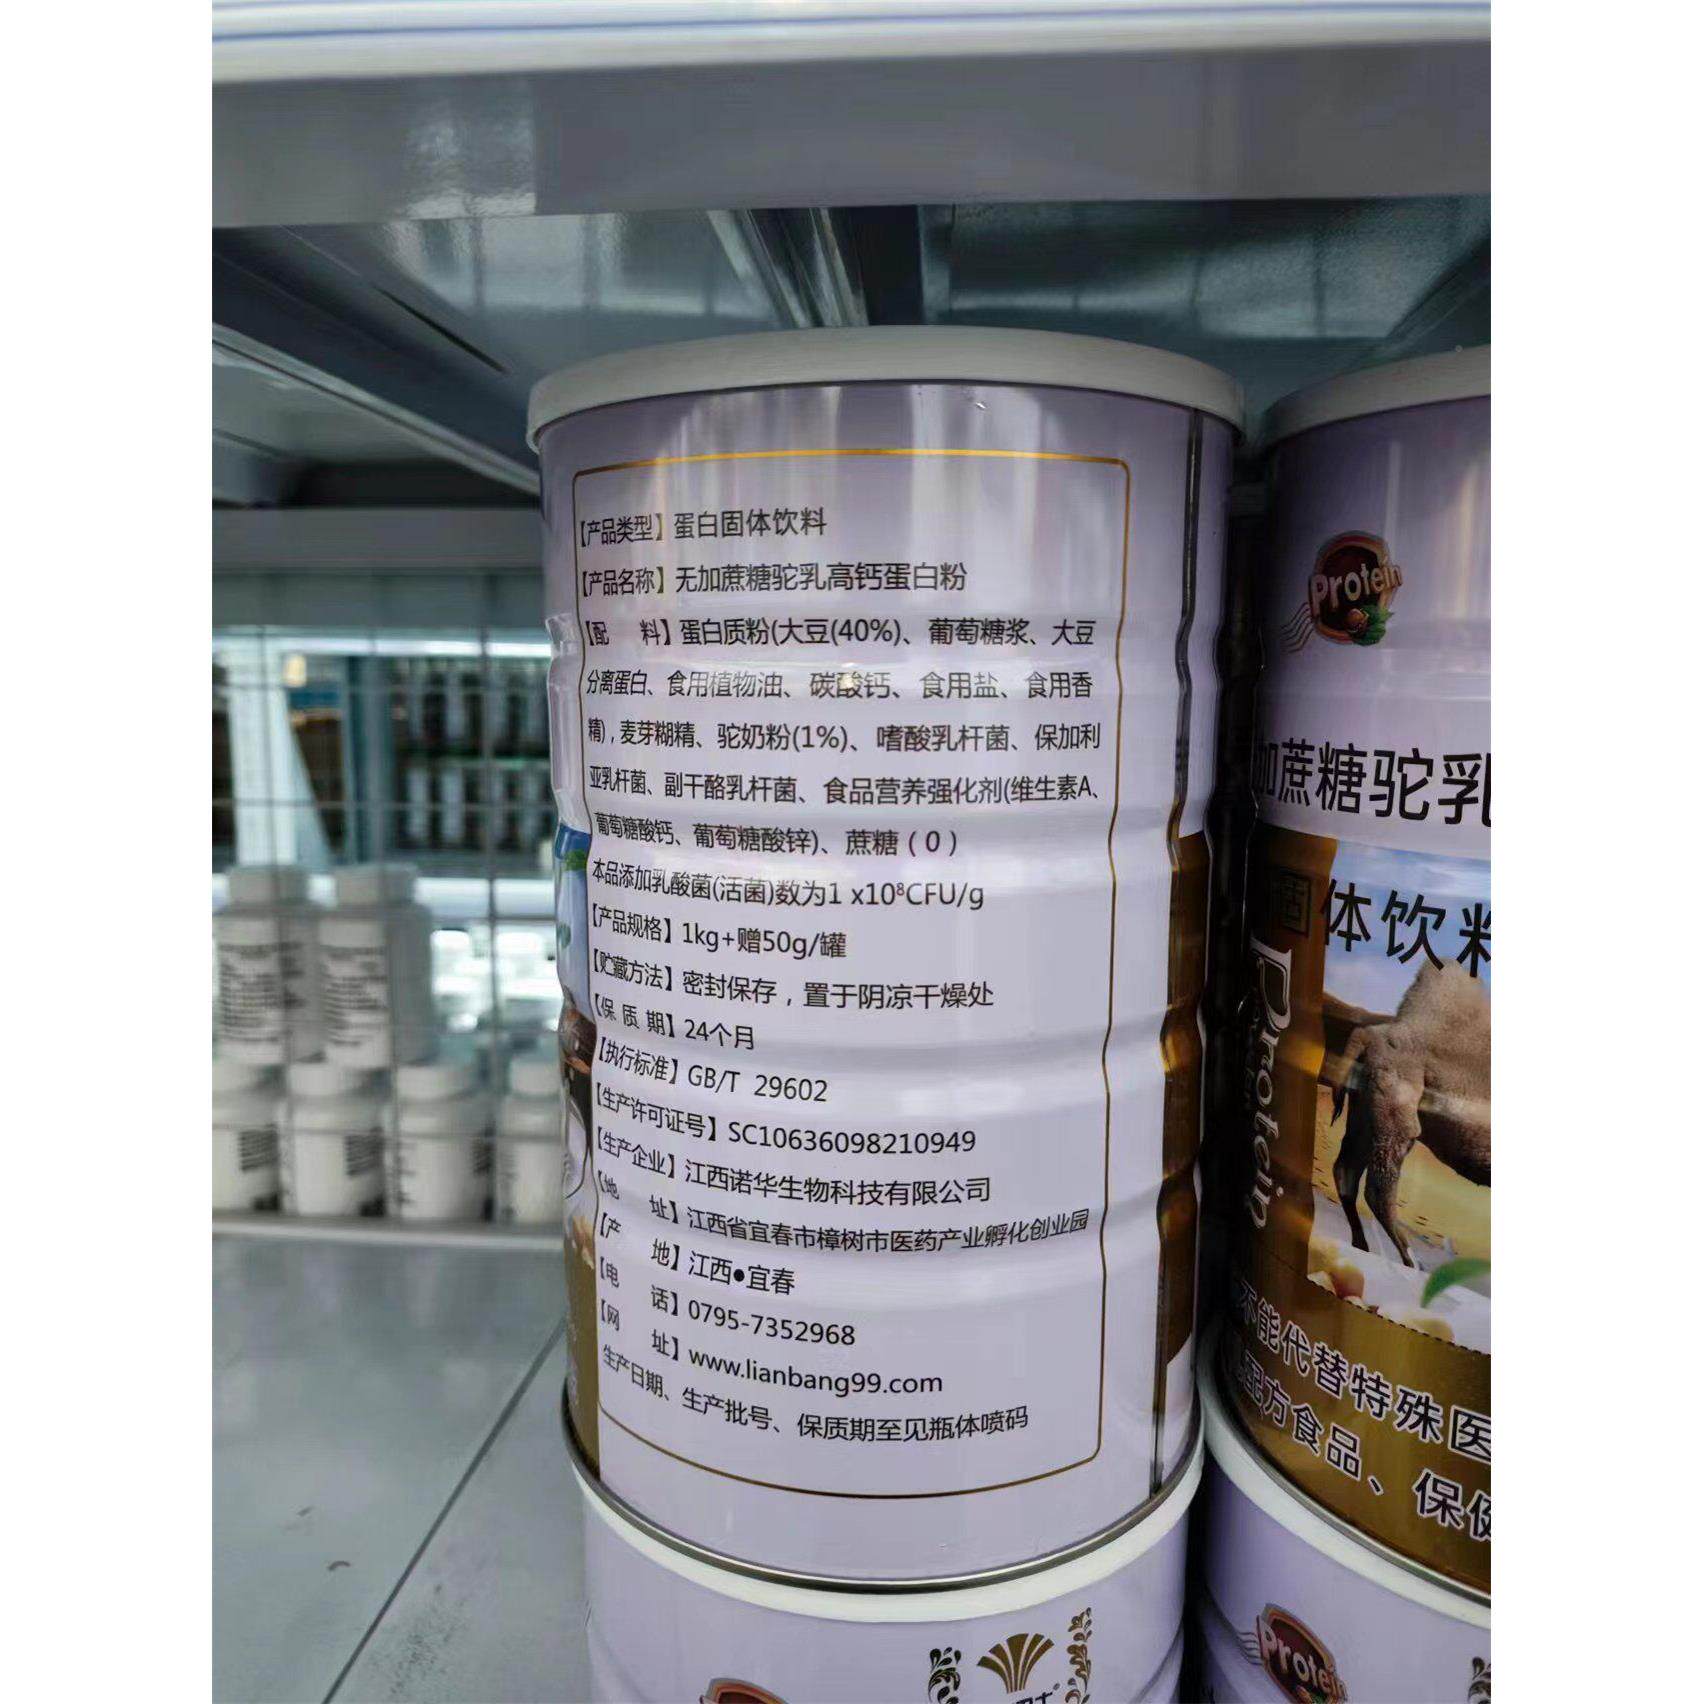 【产品类型】蛋白固体饮料
【产品名称】无加蔗糖驼乳高钙蛋白粉
【配 料】蛋白质粉(大豆(40%)、葡萄糖浆、大豆
分离蛋白、食用植物油、碳酸钙、食用盐、食用香
精)，麦芽糊精、驼奶粉(1%)、嗜酸乳杆菌、保加利
亚乳杆菌、副干酪乳杆菌、食品营养强化剂(维生素A、
葡萄糖酸钙、葡萄糖酸锌)、蔗糖（0）
本品添加乳酸菌(活菌)数为1 x10⁸CFU/g
【产品规格】1kg+赠50g/罐
【贮藏方法】密封保存，置于阴凉干燥处
【保 质 期】24个月
【执行标准】GB/T 29602
【生产许可证号】SC10636098210949
【生产企业】江西诺华生物科技有限公司
【地 址】江西省宜春市樟树市医药产业孵化创业园
【产 地】江西●宜春
【电 话】0795-7352968
【网 址】www.lianbang99.com
生产日期、生产批号、保质期至见瓶体喷码
Protein
加蔗糖驼乳
固体饮料
Protein
不能代替特殊医
配方食品、保健
Protein